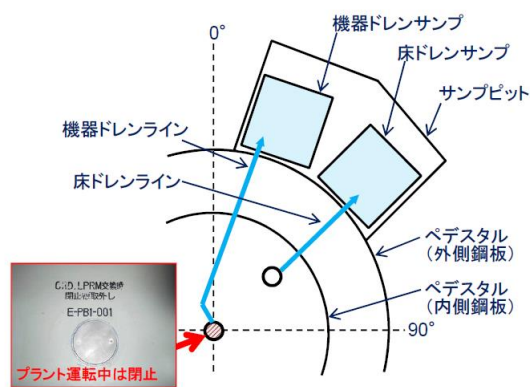 0°
機器ドレンサンプ
床ドレンサンプ
サンプピット
機器ドレンライン
床ドレンライン
ペデスタル
(外側鋼板)
ペデスタル
(内側鋼板)
90°
CRD、LPRM交換時
閉止板取外し
E-PB1-001
プラント運転中は閉止